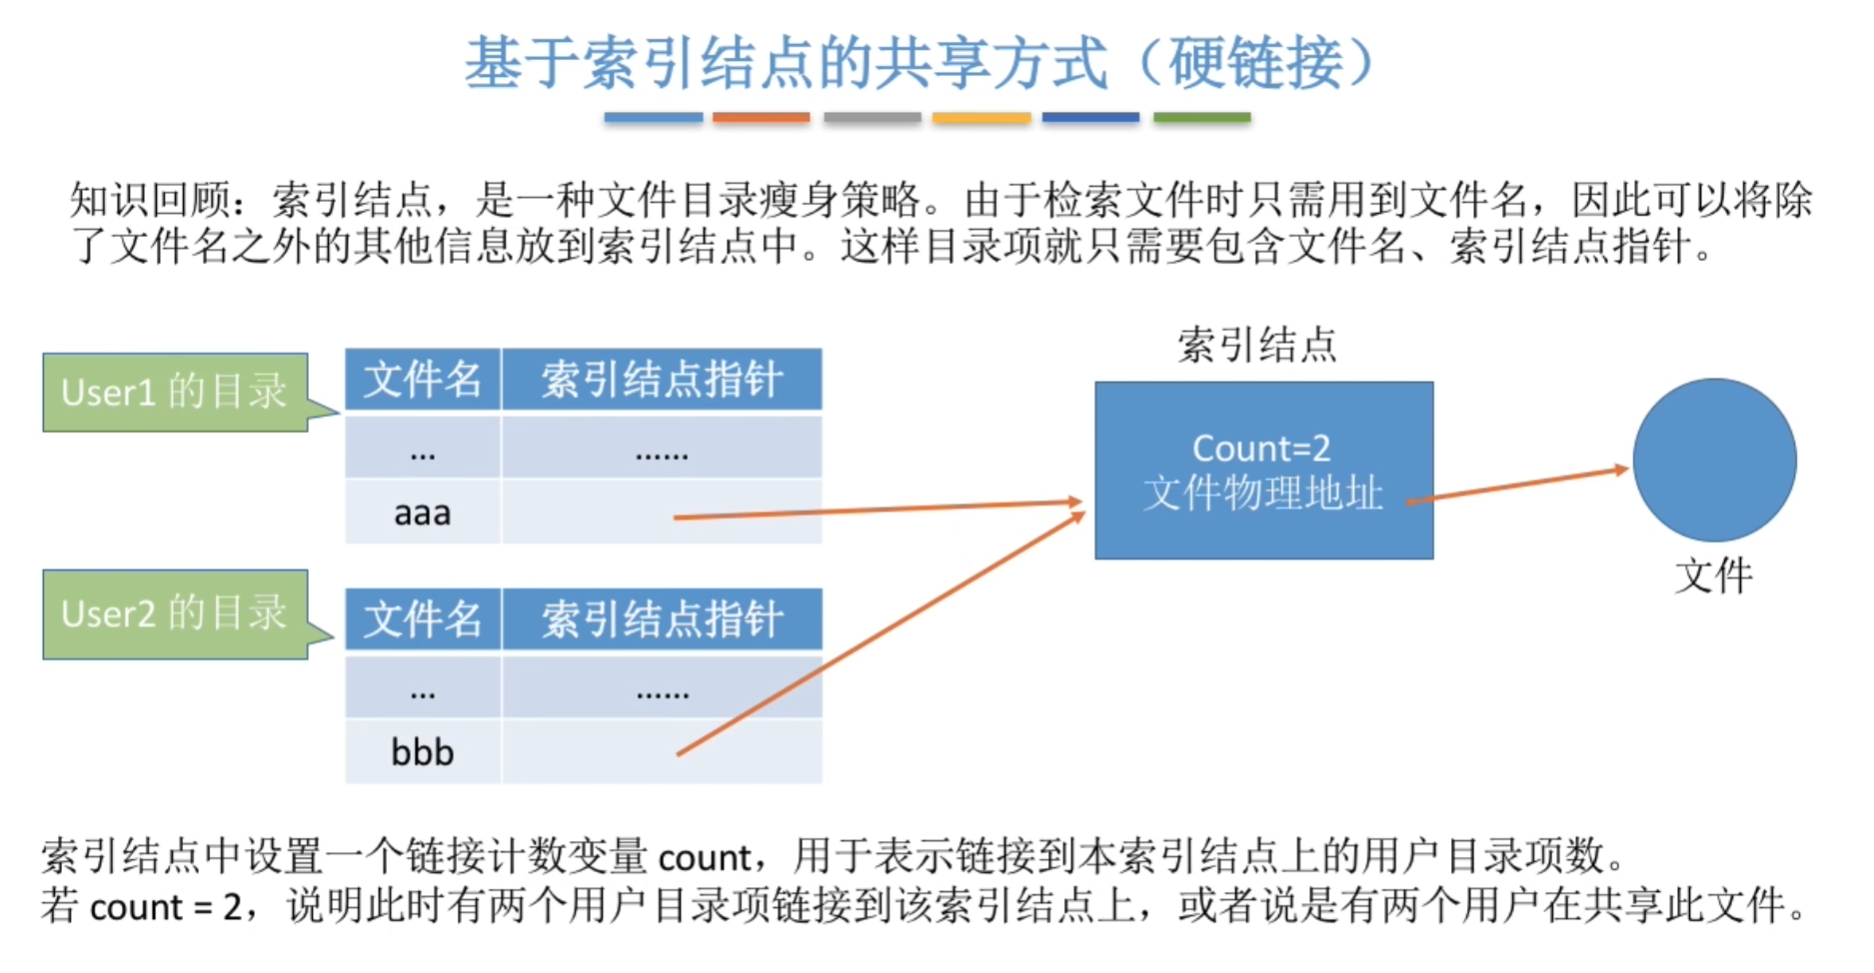 基于索引结点的共享方式（硬链接）
知识回顾：索引结点，是一种文件目录瘦身策略。由于检索文件时只需用到文件名，因此可以将除
了文件名之外的其他信息放到索引结点中。这样目录项就只需要包含文件名、索引结点指针。
User1 的目录
文件名 索引结点指针
... ......
aaa
索引结点
Count=2
文件物理地址
文件
User2 的目录
文件名 索引结点指针
... ......
bbb
索引结点中设置一个链接计数变量 count，用于表示链接到本索引结点上的用户目录项数。
若 count = 2，说明此时有两个用户目录项链接到该索引结点上，或者说是有两个用户在共享此文件。